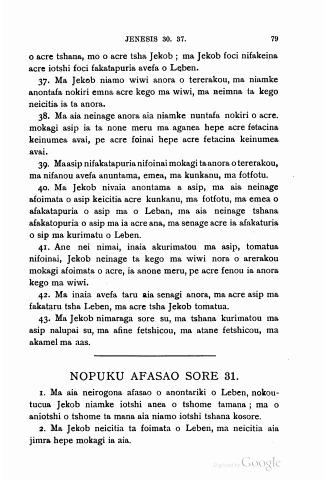 JENESIS 30. 37. 79
o acre tshana, mo o acre tsha Jekob ; ma Jekob foci nifakeina
acre iotshi foci fakatapuria avefa o Leben.
37. Ma Jekob niamo wiwi anora o tererakou, ma niamke
anontafa nokiri emna acre kego ma wiwi, ma neimna ta kego
neicitia ia ta anora.
38. Ma aia neinage anora aia niamke nuntafa nokiri o acre.
mokagi asip ia ta none meru ma aganea hepe acre fetacina
keinumea avai, pe acre foinai hepe acre fetacina keinumea
avai.
39. Ma asip nifakatapuria nifoinai mokagi ta anora o tererakou,
ma nifanou avefa anuntama, emea, ma kunkanu, ma fotfotu.
40. Ma Jekob nivaia anontama a asip, ma aia neinage
afoimata o asip keicitia acre kunkanu, ma fotfotu, ma emea o
afakatapuria o asip ma o Leban, ma aia neinage tshana
afakatopuria o asip ma ia acre ana, ma senage acre ia afakaturia
o sip ma kurimatu o Leben.
41. Ane nei nimai, inaia akurimatou ma asip, tomatua
nifoinai, Jekob neinage ta kego ma wiwi nora o arerakou
mokagi afoimata o acre, ia anone meru, pe acre fenou ia anora
kego ma wiwi.
42. Ma inaia avefa taru aia senagi anora, ma acre asip ma
fakataru tsha Leben, ma acre tsha Jekob tomatua.
43. Ma Jekob nimaraga sore su, ma tshana kurimatou ma
asip nalupai su, ma afine fetshicou, ma atane fetshicou, ma
akamel ma aas.
NOPUKU AFASAO SORE 31.
1. Ma aia neirogona afasao o anontariki o Leben, nokou-
tucua Jekob niamke iotshi anea o tshome tamana ; ma o
aniotshi o tshome ta mana aia niamo iotshi tshana kosore.
2. Ma Jekob neicitia ta foimata o Leben, ma neicitia aia
jimra hepe mokagi ia aia.
Digitized by Google